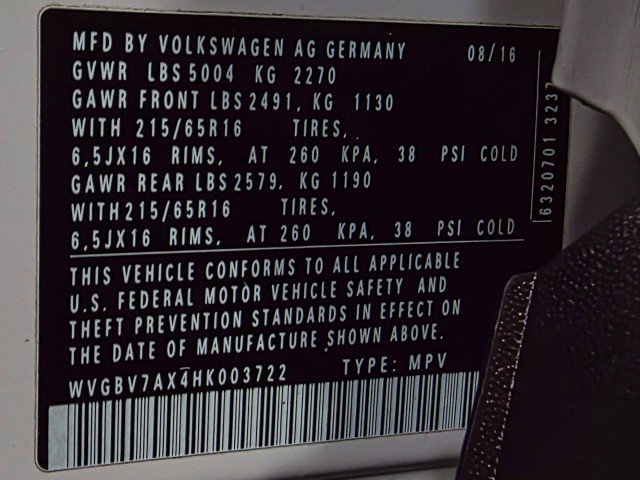 MFD BY VOLKSWAGEN AG GERMANY 08/16
GVWR LBS 5004 KG 2270
GAWR FRONT LBS 2491, KG 1130
WITH 215/65R16 TIRES,
6,5JX16 RIMS, AT 260 KPA, 38 PSI COLD
GAWR REAR LBS 2579, KG 1190
WITH 215/65R16 TIRES,
6,5JX16 RIMS, AT 260 KPA, 38 PSI COLD
THIS VEHICLE CONFORMS TO ALL APPLICABLE
U.S. FEDERAL MOTOR VEHICLE SAFETY AND
THEFT PREVENTION STANDARDS IN EFFECT ON
THE DATE OF MANUFACTURE SHOWN ABOVE.
WVGBV7AX4HK003722 TYPE: MPV
6320701 3237